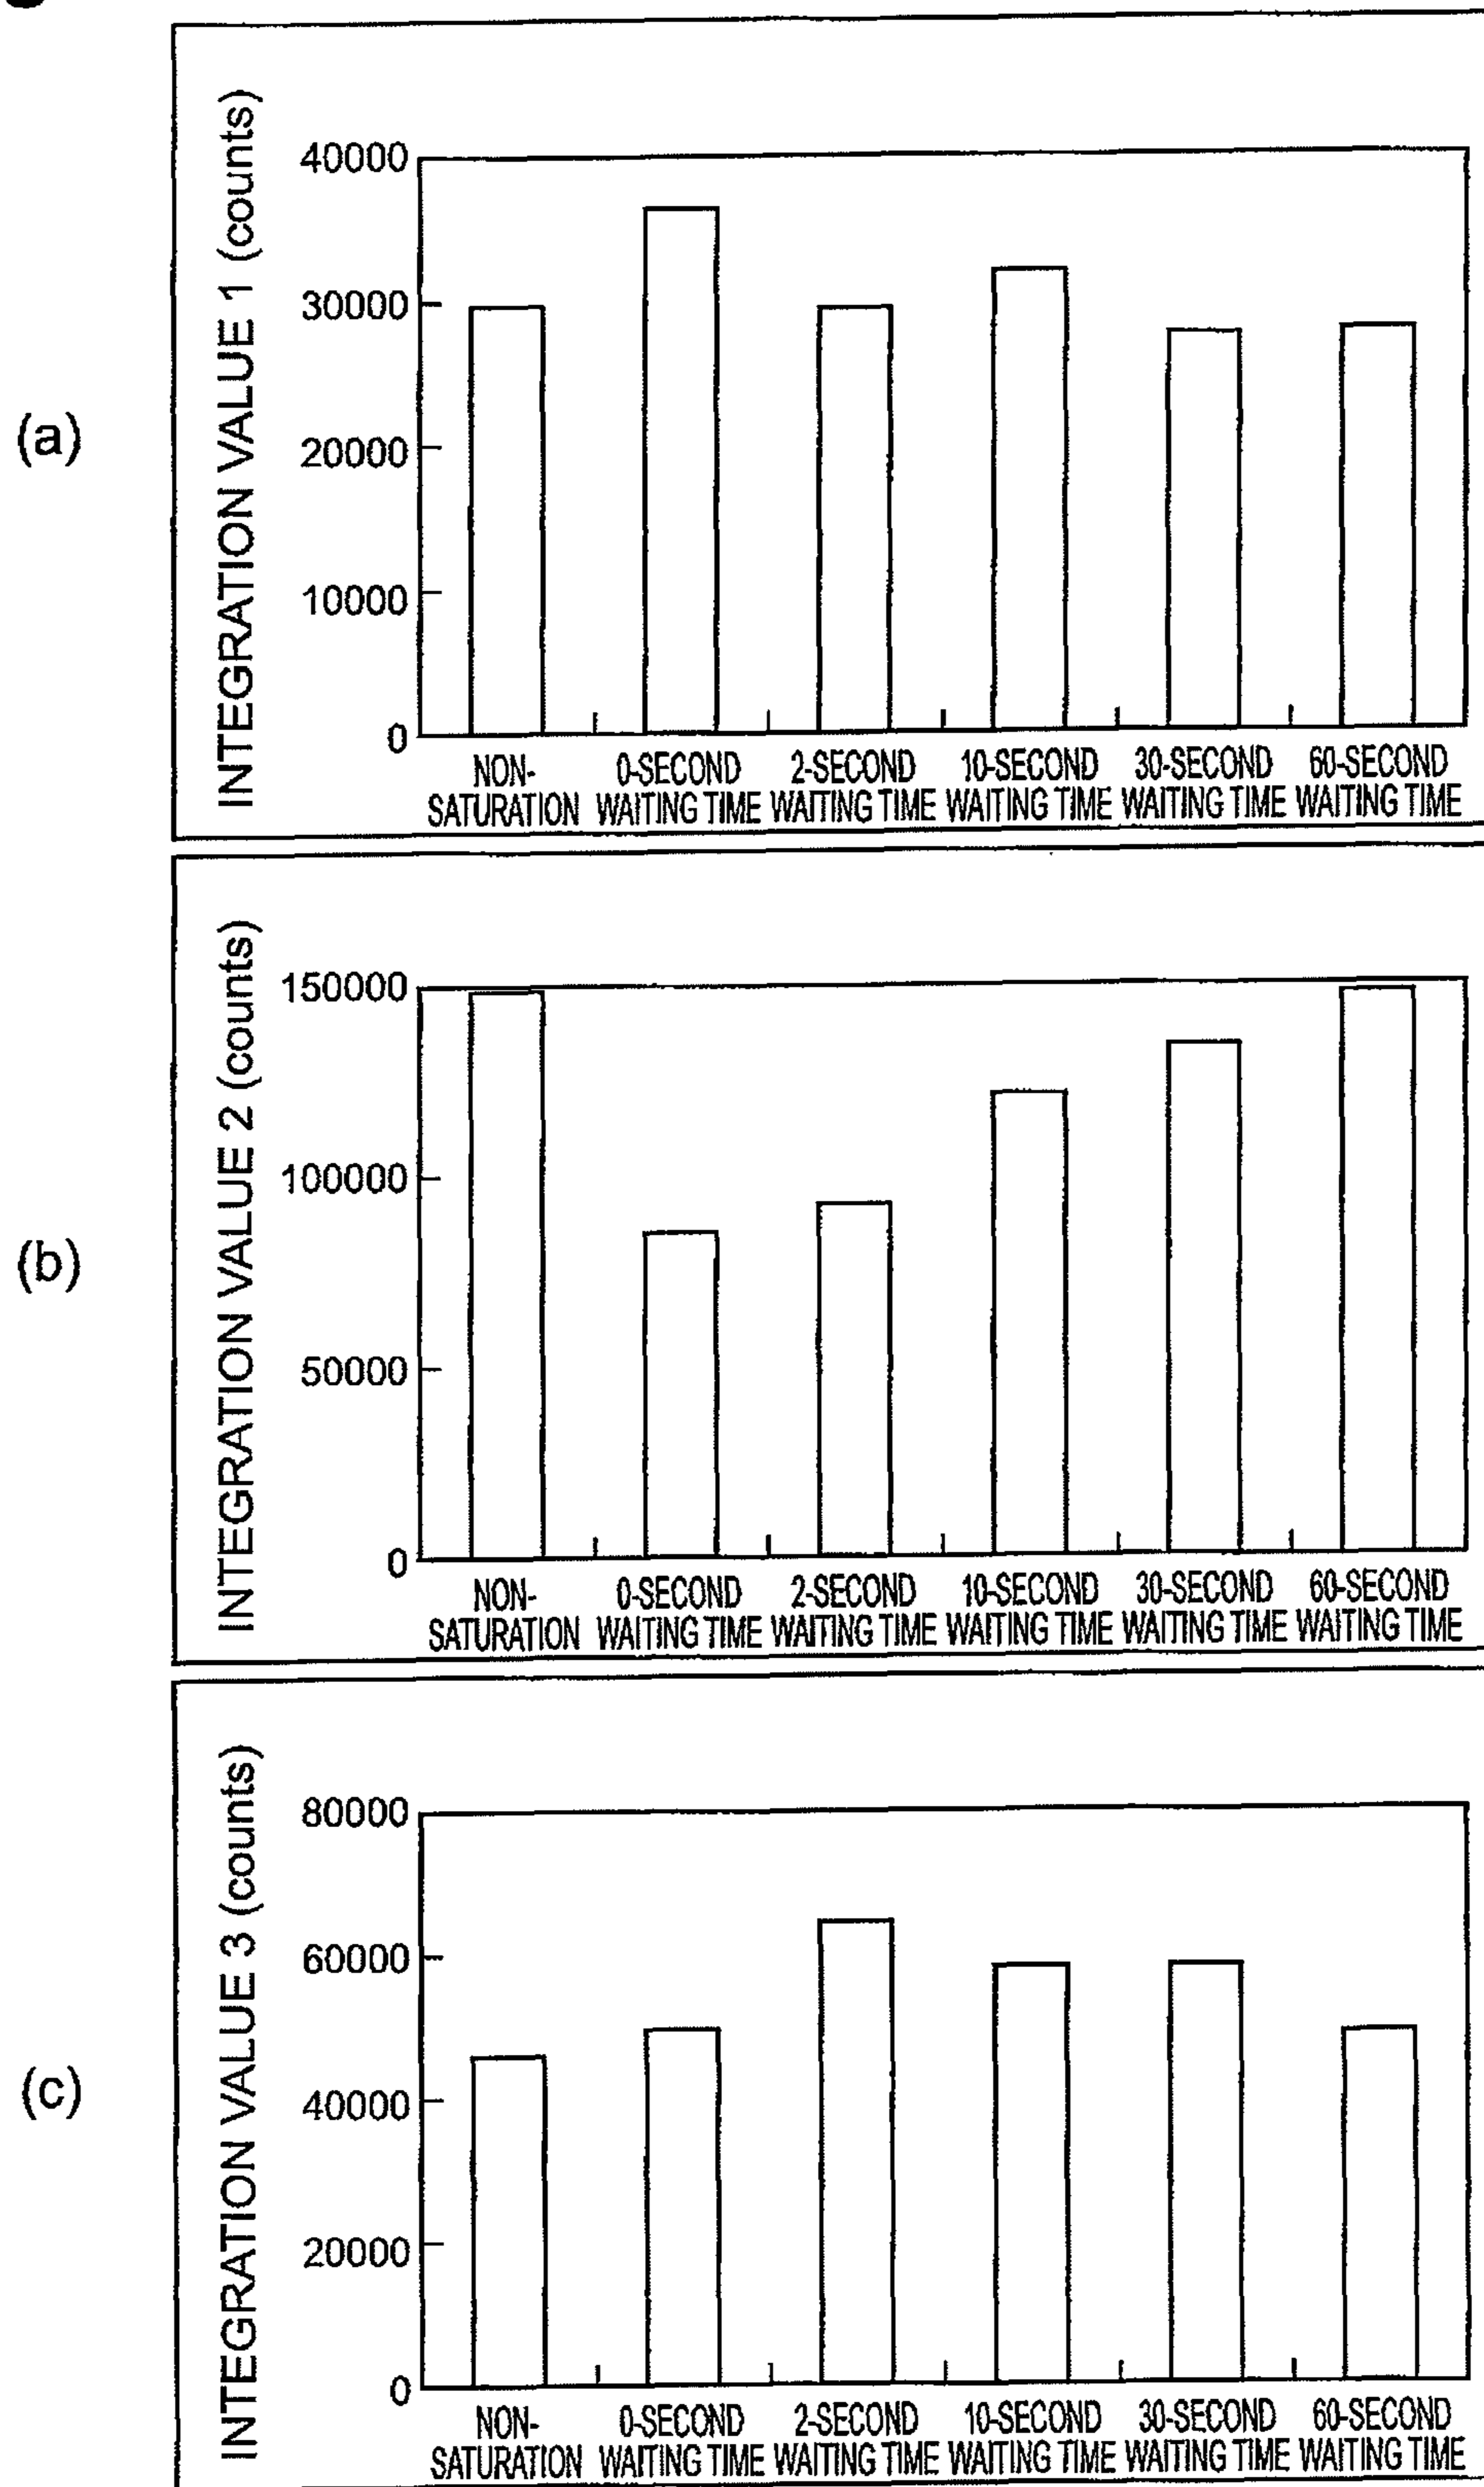 (a)
INTEGRATION VALUE 1 (counts)
40000
30000
20000
10000
0
NON-
SATURATION
0-SECOND
WAITING TIME
2-SECOND
WAITING TIME
10-SECOND
WAITING TIME
30-SECOND
WAITING TIME
60-SECOND
WAITING TIME
(b)
INTEGRATION VALUE 2 (counts)
150000
100000
50000
0
NON-
SATURATION
0-SECOND
WAITING TIME
2-SECOND
WAITING TIME
10-SECOND
WAITING TIME
30-SECOND
WAITING TIME
60-SECOND
WAITING TIME
(c)
INTEGRATION VALUE 3 (counts)
80000
60000
40000
20000
0
NON-
SATURATION
0-SECOND
WAITING TIME
2-SECOND
WAITING TIME
10-SECOND
WAITING TIME
30-SECOND
WAITING TIME
60-SECOND
WAITING TIME